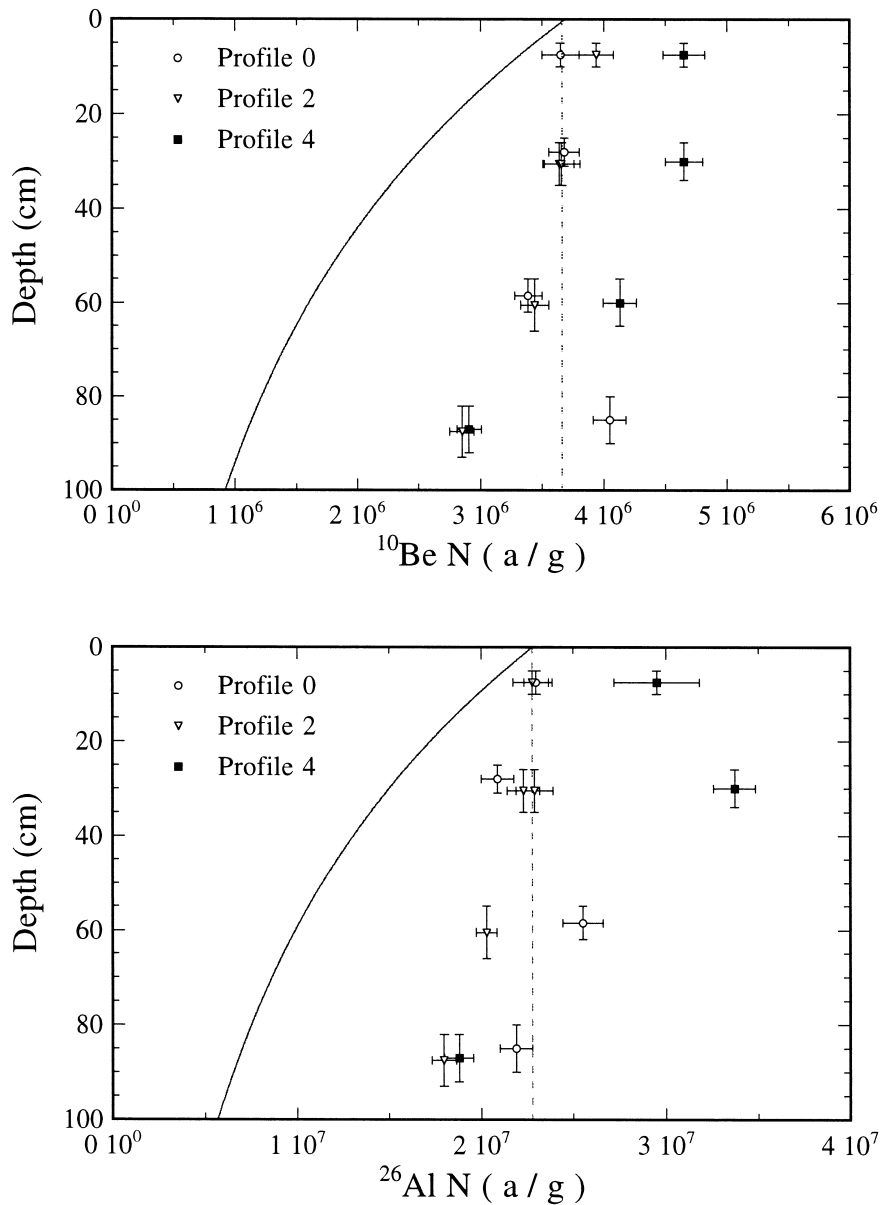 0
20
40
60
80
100
Depth (cm)
Profile 0
Profile 2
Profile 4
0 10⁰
1 10⁶
2 10⁶
3 10⁶
4 10⁶
5 10⁶
6 10⁶
¹⁰Be N ( a / g )
0
20
40
60
80
100
Depth (cm)
Profile 0
Profile 2
Profile 4
0 10⁰
1 10⁷
2 10⁷
3 10⁷
4 10⁷
²⁶Al N ( a / g )